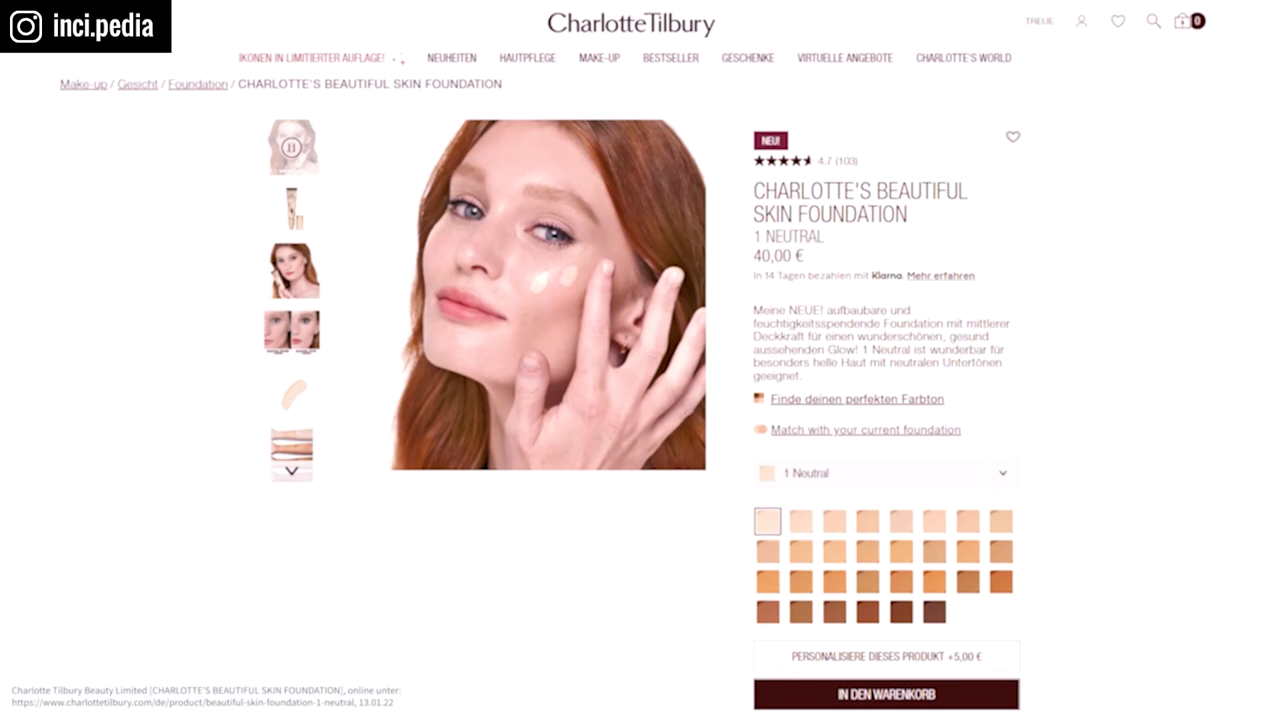 inci.pedia
CharlotteTilbury
TREUE
0
IKONEN IN LIMITIERTER AUFLAGE! NEUHEITEN HAUTPFLEGE MAKE-UP BESTSELLER GESCHENKE VIRTUELLE ANGEBOTE CHARLOTTE'S WORLD
Make-up / Gesicht / Foundation / CHARLOTTE'S BEAUTIFUL SKIN FOUNDATION
NEU!
4.7 (103)
CHARLOTTE'S BEAUTIFUL
SKIN FOUNDATION
1 NEUTRAL
40,00 €
In 14 Tagen bezahlen mit Klarna. Mehr erfahren
Meine NEUE! aufbaubare und
feuchtigkeitsspendende Foundation mit mittlerer
Deckkraft für einen wunderschönen, gesund
aussehenden Glow! 1 Neutral ist wunderbar für
besonders helle Haut mit neutralen Untertönen
geeignet.
Finde deinen perfekten Farbton
Match with your current foundation
1 Neutral
PERSONALISIERE DIESES PRODUKT +5,00 €
IN DEN WARENKORB
Charlotte Tilbury Beauty Limited [CHARLOTTE'S BEAUTIFUL SKIN FOUNDATION], online unter:
https://www.charlottetilbury.com/de/product/beautiful-skin-foundation-1-neutral, 13.01.22